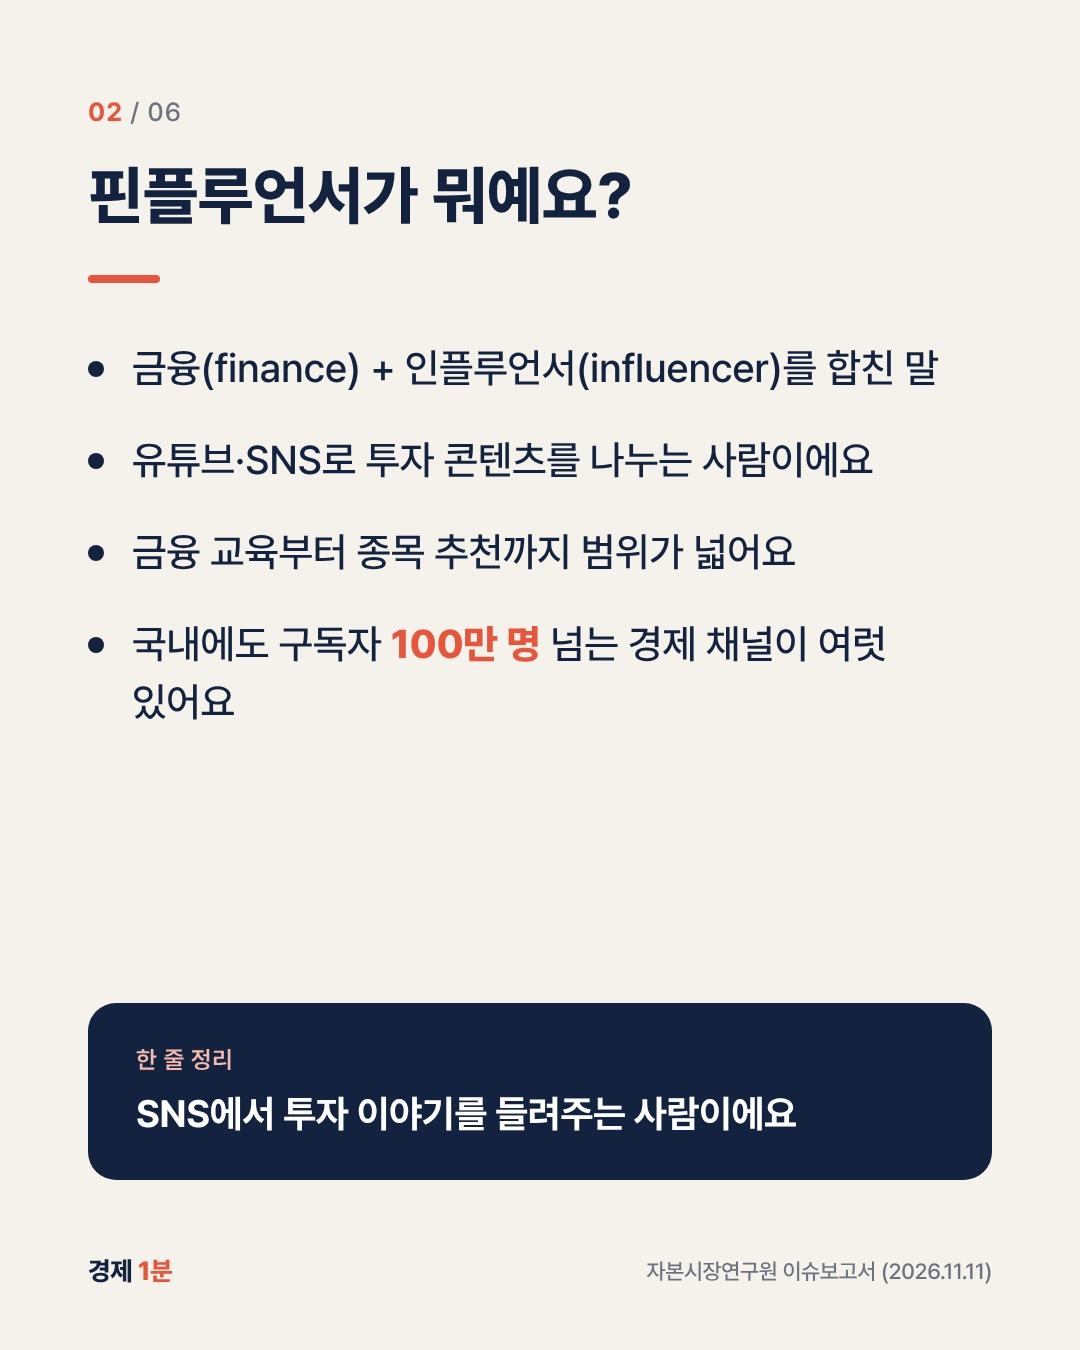 02 / 06
핀플루언서가 뭐예요?
금융(finance) + 인플루언서(influencer)를 합친 말
유튜브·SNS로 투자 콘텐츠를 나누는 사람이에요
금융 교육부터 종목 추천까지 범위가 넓어요
국내에도 구독자 100만 명 넘는 경제 채널이 여럿
있어요
한 줄 정리
SNS에서 투자 이야기를 들려주는 사람이에요
경제 1분
자본시장연구원 이슈보고서 (2026.11.11)